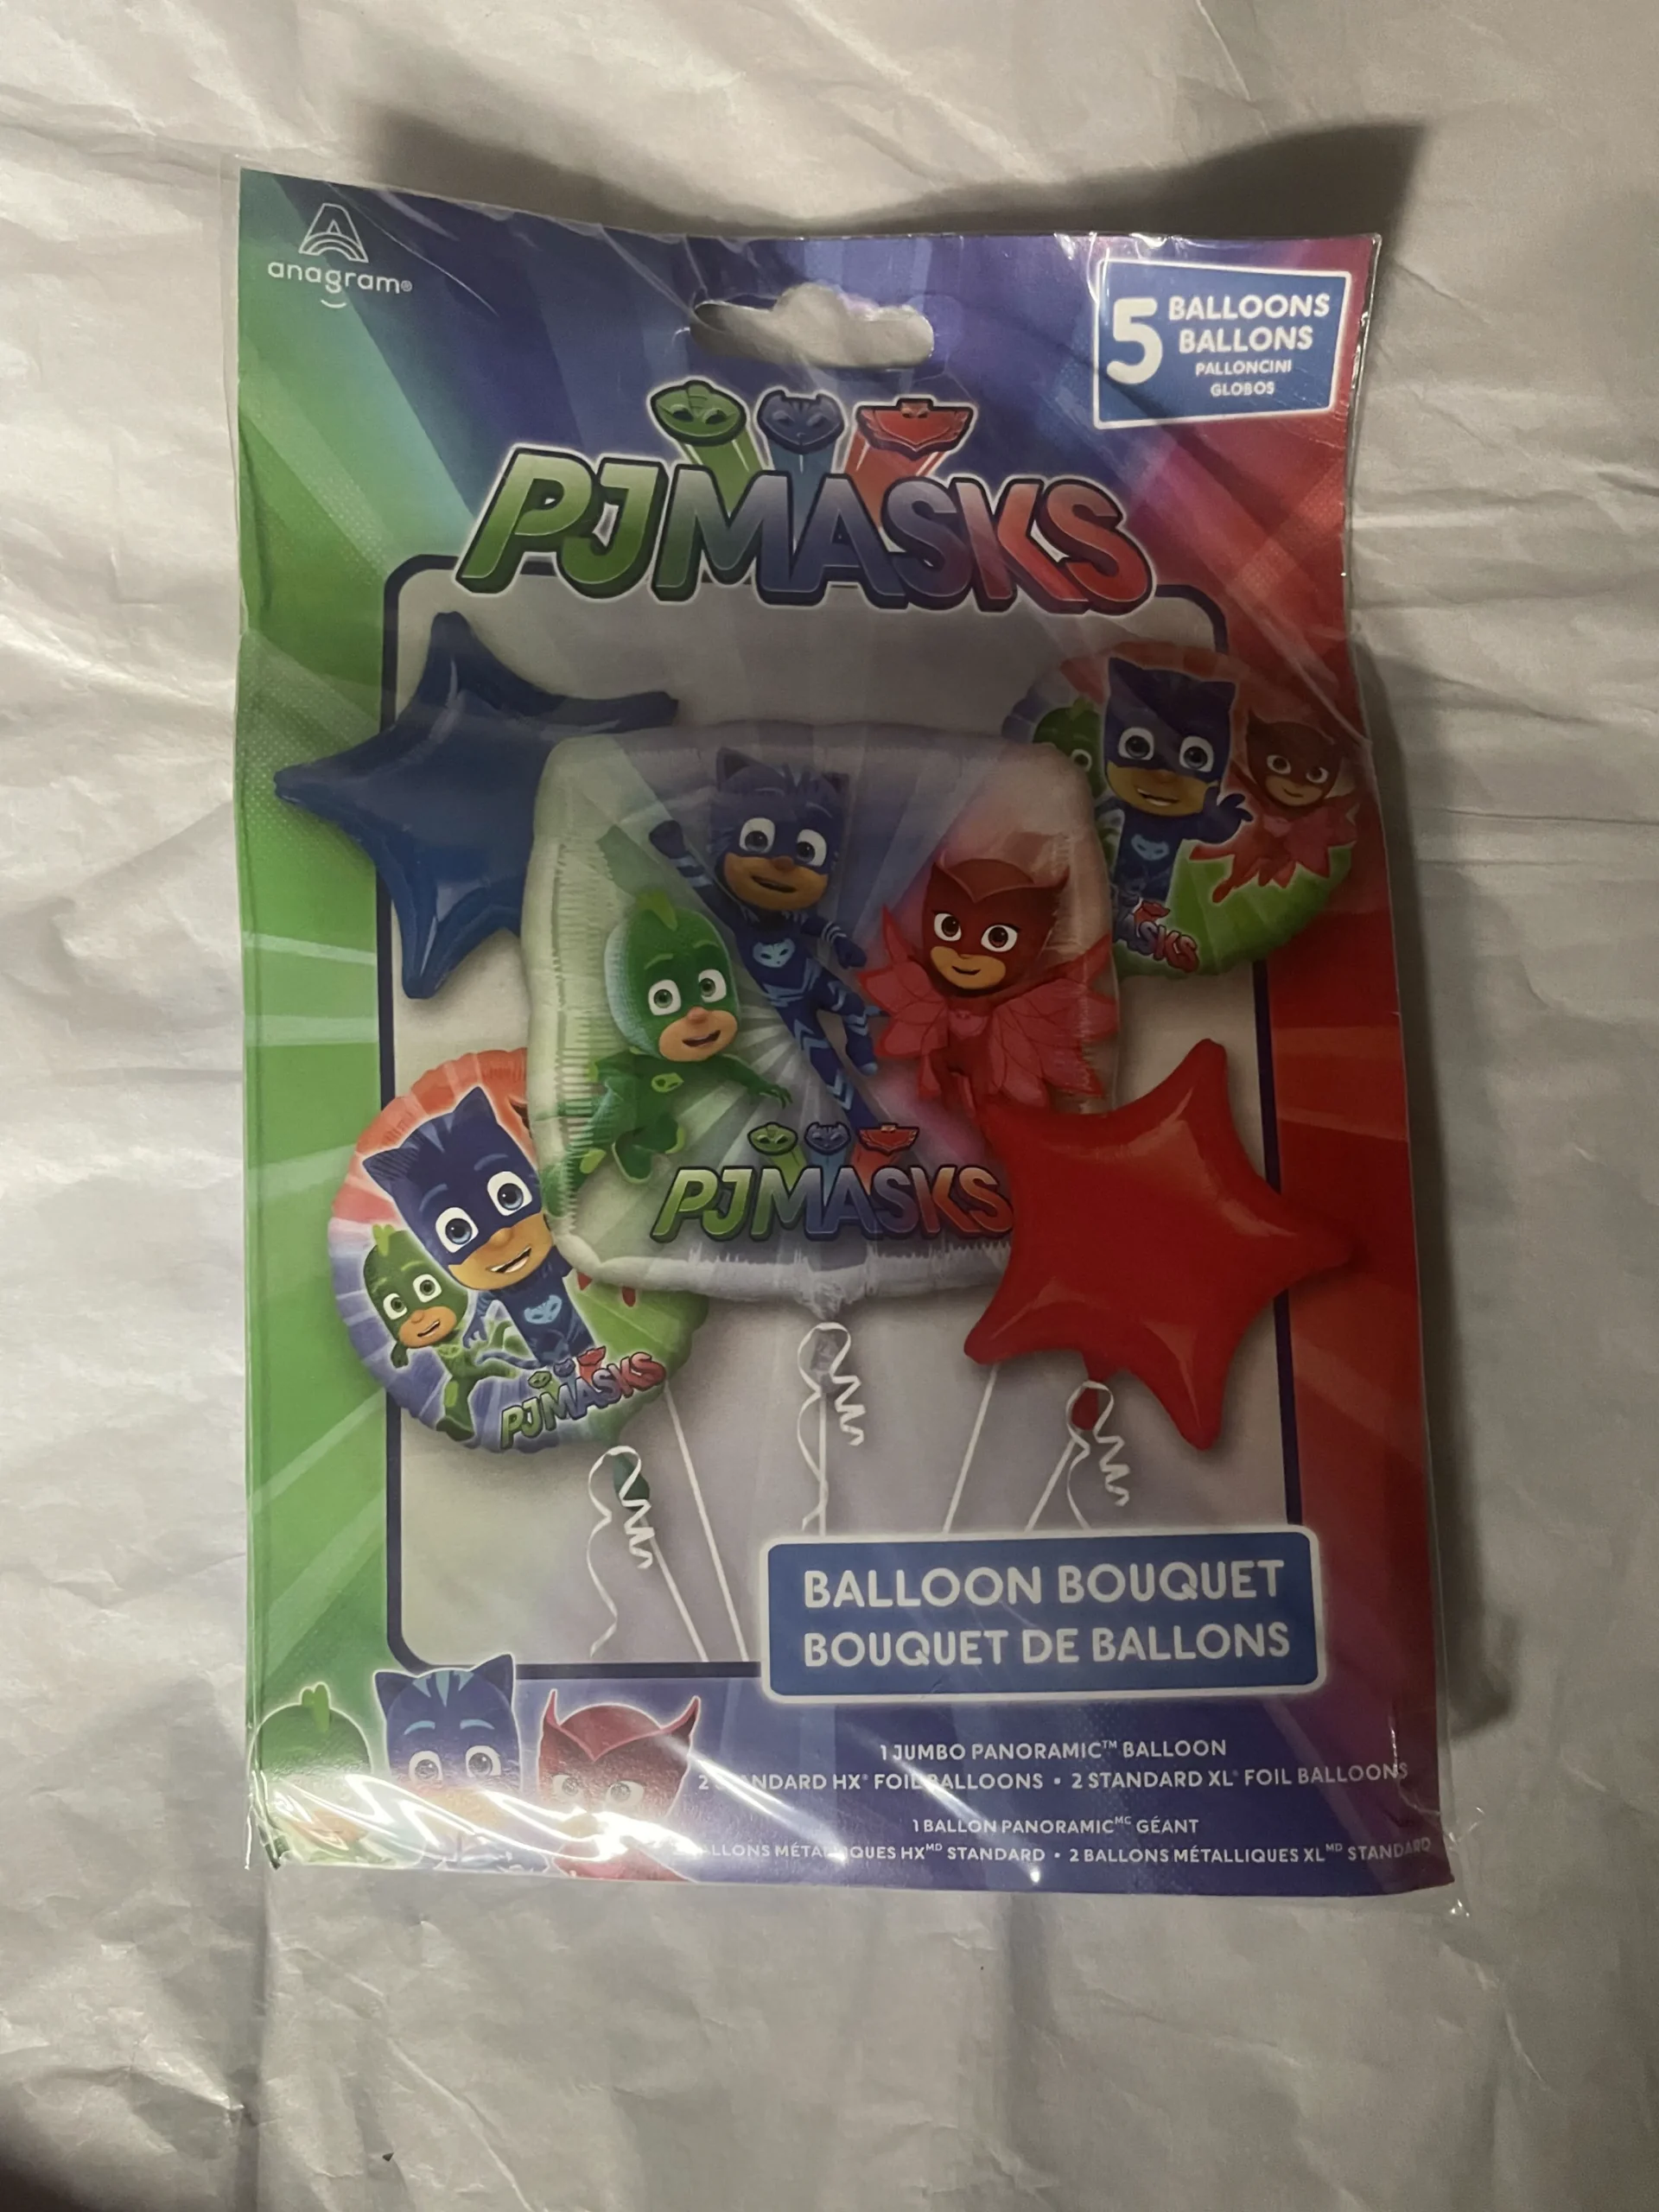 anagram®
5 BALLOONS
BALLONS
PALLONCINI
GLOBOS
PJMASKS
ASKS
PJMASKS
PJMASKS
BALLOON BOUQUET
BOUQUET DE BALLONS
1 JUMBO PANORAMIC™ BALLOON
2 STANDARD HX® FOIL BALLOONS • 2 STANDARD XL® FOIL BALLOONS
1 BALLON PANORAMIC MC GÉANT
BALLONS MÉTALLIQUES HX MD STANDARD • 2 BALLONS MÉTALLIQUES XL MD STANDARD